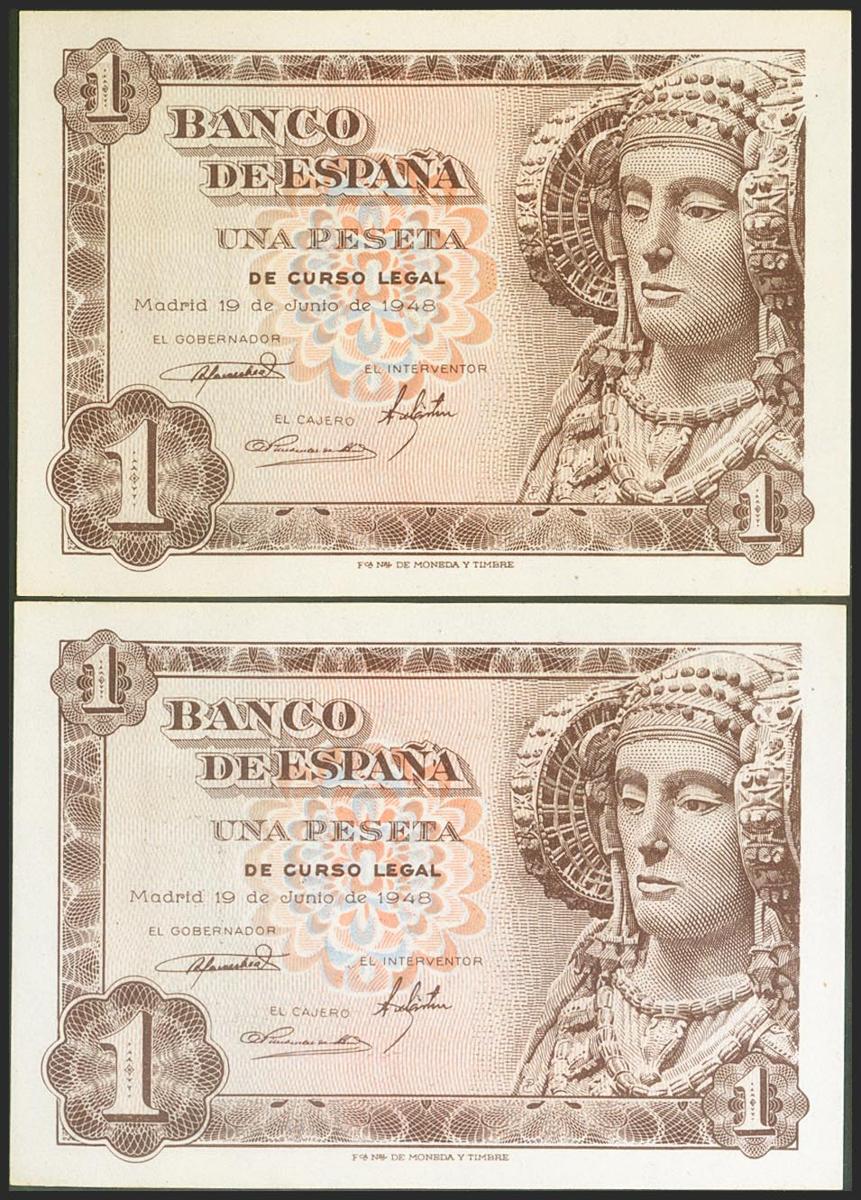 1
BANCO
DE ESPAÑA
UNA PESETA
DE CURSO LEGAL
Madrid 19 de Junio de 1948
EL GOBERNADOR
EL INTERVENTOR
EL CAJERO
1
1
Fca Nal DE MONEDA Y TIMBRE
1
BANCO
DE ESPAÑA
UNA PESETA
DE CURSO LEGAL
Madrid 19 de Junio de 1948
EL GOBERNADOR
EL INTERVENTOR
EL CAJERO
1
1
Fca Nal DE MONEDA Y TIMBRE